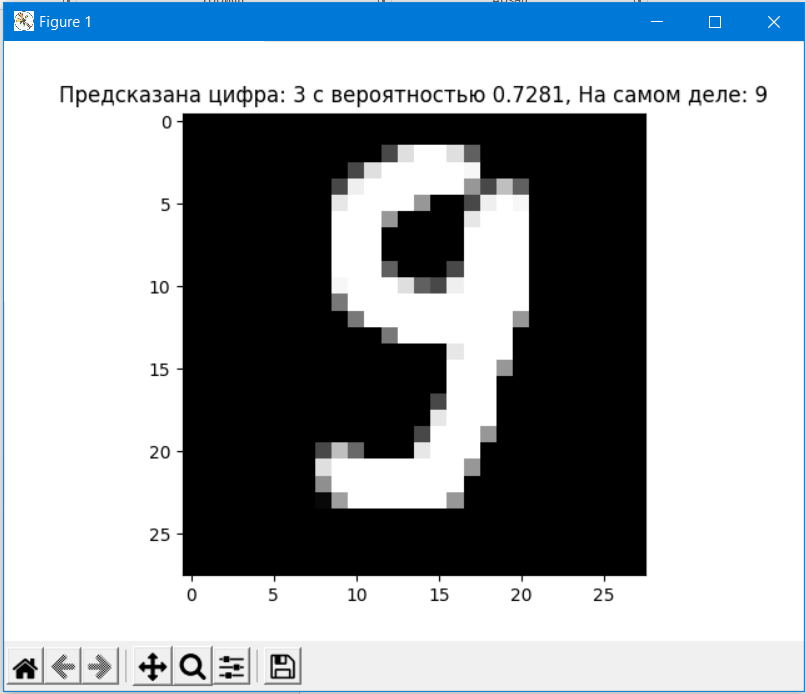 Figure 1
Предсказана цифра: 3 с вероятностью 0.7281, На самом деле: 9
0
5
10
15
20
25
0 5 10 15 20 25